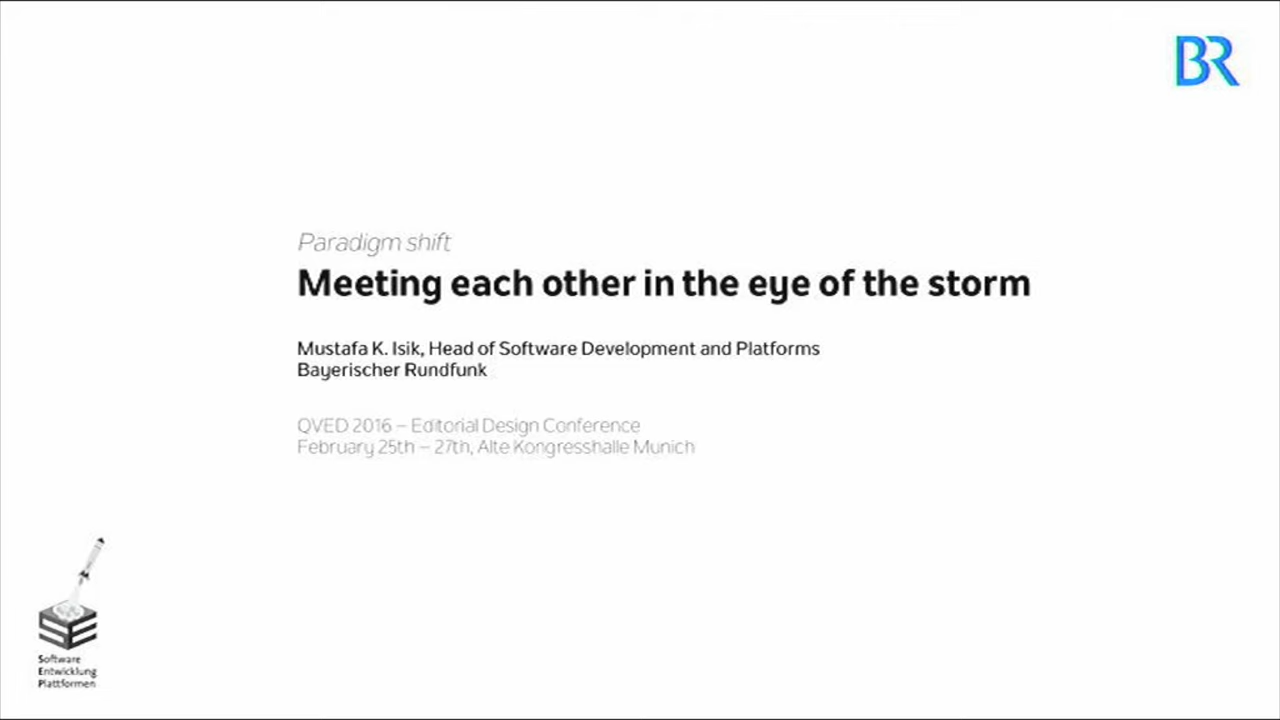 BR
Paradigm shift
Meeting each other in the eye of the storm
Mustafa K. Isik, Head of Software Development and Platforms
Bayerischer Rundfunk
QVED 2016 – Editorial Design Conference
February 25th – 27th, Alte Kongresshalle Munich
SE
Software
Entwicklung
Plattformen